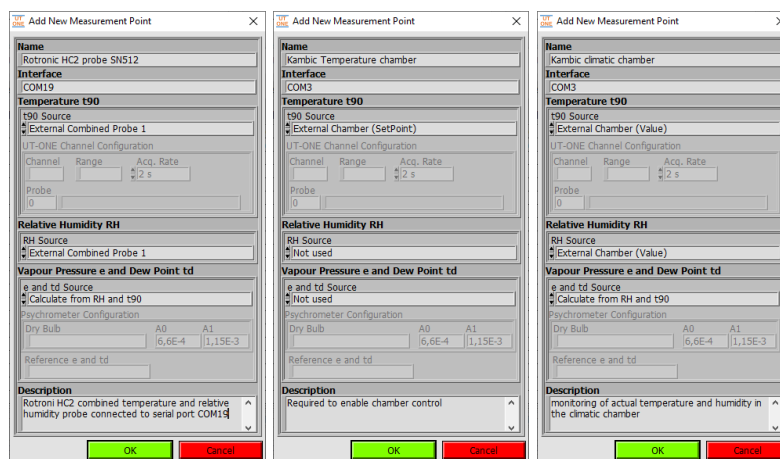 UT ONE Add New Measurement Point
Name
Rotronic HC2 probe SN512
Interface
COM19
Temperature t90
t90 Source
External Combined Probe 1
UT-ONE Channel Configuration
Channel Range Acq. Rate
2 s
Probe
0
Relative Humidity RH
RH Source
External Combined Probe 1
Vapour Pressure e and Dew Point td
e and td Source
Calculate from RH and t90
Psychrometer Configuration
Dry Bulb A0 A1
6,6E-4 1,15E-3
Reference e and td
Description
Rotroni HC2 combined temperature and relative
humidity probe connected to serial port COM19
OK Cancel
UT ONE Add New Measurement Point
Name
Kambic Temperature chamber
Interface
COM3
Temperature t90
t90 Source
External Chamber (SetPoint)
UT-ONE Channel Configuration
Channel Range Acq. Rate
2 s
Probe
0
Relative Humidity RH
RH Source
Not used
Vapour Pressure e and Dew Point td
e and td Source
Not used
Psychrometer Configuration
Dry Bulb A0 A1
6,6E-4 1,15E-3
Reference e and td
Description
Required to enable chamber control
OK Cancel
UT ONE Add New Measurement Point
Name
Kambic climatic chamber
Interface
COM3
Temperature t90
t90 Source
External Chamber (Value)
UT-ONE Channel Configuration
Channel Range Acq. Rate
2 s
Probe
0
Relative Humidity RH
RH Source
External Chamber (Value)
Vapour Pressure e and Dew Point td
e and td Source
Calculate from RH and t90
Psychrometer Configuration
Dry Bulb A0 A1
6,6E-4 1,15E-3
Reference e and td
Description
monitoring of actual temperature and humidity in
the climatic chamber
OK Cancel